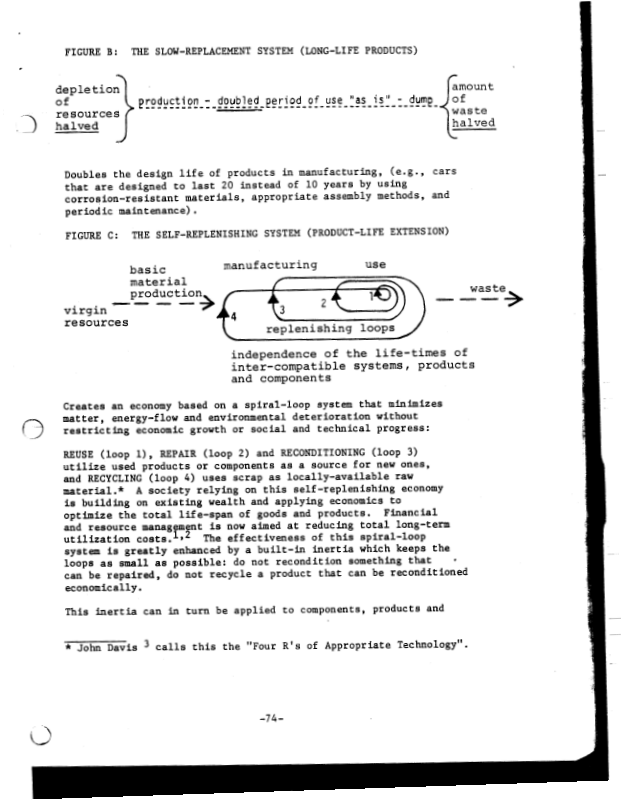 FIGURE B: THE SLOW-REPLACEMENT SYSTEM (LONG-LIFE PRODUCTS)
depletion
of
resources
halved
production - doubled period of use "as is" - dump
amount
of
waste
halved
Doubles the design life of products in manufacturing, (e.g., cars
that are designed to last 20 instead of 10 years by using
corrosion-resistant materials, appropriate assembly methods, and
periodic maintenance).
FIGURE C: THE SELF-REPLENISHING SYSTEM (PRODUCT-LIFE EXTENSION)
basic
material
production
virgin
resources
manufacturing use
1
2
3
4
replenishing loops
waste
independence of the life-times of
inter-compatible systems, products
and components
Creates an economy based on a spiral-loop system that minimizes
matter, energy-flow and environmental deterioration without
restricting economic growth or social and technical progress:
REUSE (loop 1), REPAIR (loop 2) and RECONDITIONING (loop 3)
utilize used products or components as a source for new ones,
and RECYCLING (loop 4) uses scrap as locally-available raw
material.* A society relying on this self-replenishing economy
is building on existing wealth and applying economics to
optimize the total life-span of goods and products. Financial
and resource management is now aimed at reducing total long-term
utilization costs.1,2 The effectiveness of this spiral-loop
system is greatly enhanced by a built-in inertia which keeps the
loops as small as possible: do not recondition something that
can be repaired, do not recycle a product that can be reconditioned
economically.
This inertia can in turn be applied to components, products and
* John Davis 3 calls this the "Four R's of Appropriate Technology".
-74-